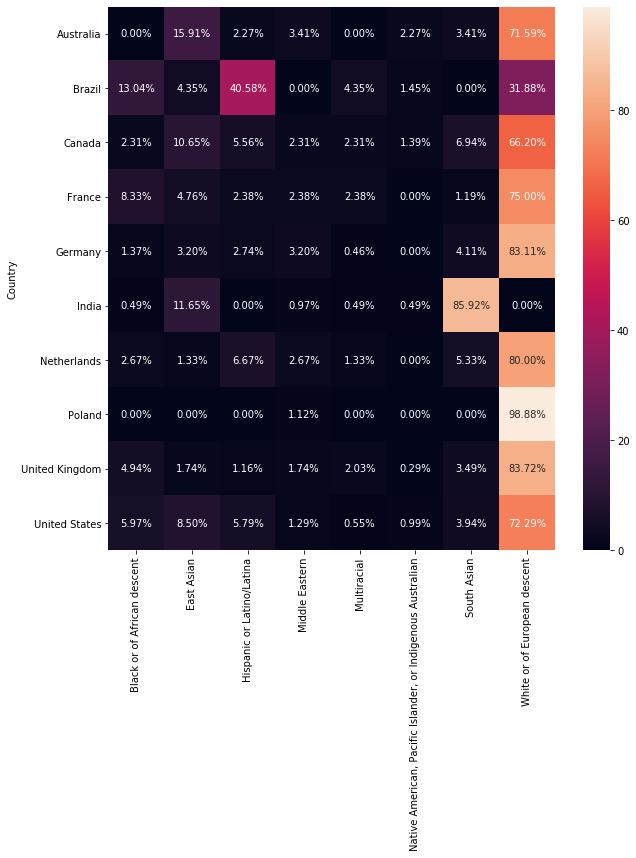 Australia 0.00% 15.91% 2.27% 3.41% 0.00% 2.27% 3.41% 71.59%
Brazil 13.04% 4.35% 40.58% 0.00% 4.35% 1.45% 0.00% 31.88%
80
Canada 2.31% 10.65% 5.56% 2.31% 2.31% 1.39% 6.94% 66.20%
France 8.33% 4.76% 2.38% 2.38% 2.38% 0.00% 1.19% 75.00%
60
Germany 1.37% 3.20% 2.74% 3.20% 0.46% 0.00% 4.11% 83.11%
Country
India 0.49% 11.65% 0.00% 0.97% 0.49% 0.49% 85.92% 0.00%
40
Netherlands 2.67% 1.33% 6.67% 2.67% 1.33% 0.00% 5.33% 80.00%
Poland 0.00% 0.00% 0.00% 1.12% 0.00% 0.00% 0.00% 98.88%
20
United Kingdom 4.94% 1.74% 1.16% 1.74% 2.03% 0.29% 3.49% 83.72%
United States 5.97% 8.50% 5.79% 1.29% 0.55% 0.99% 3.94% 72.29%
0
Black or of African descent
East Asian
Hispanic or Latino/Latina
Middle Eastern
Multiracial
Native American, Pacific Islander, or Indigenous Australian
South Asian
White or of European descent